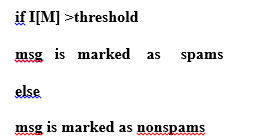 if I[M] >threshold
msg is marked as spams
else
msg is marked as nonspams